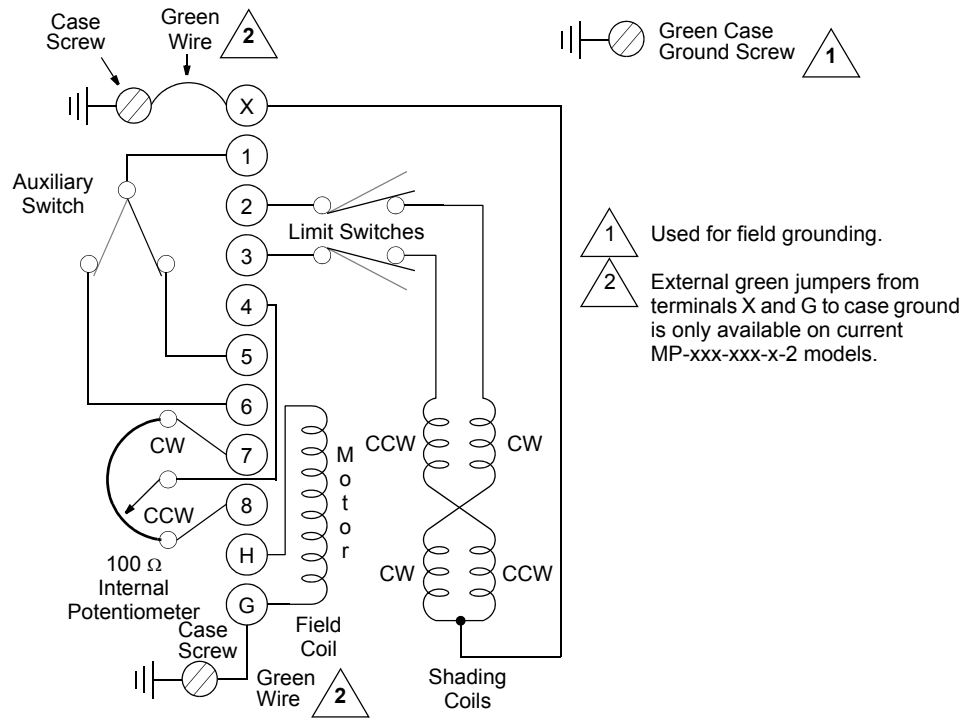 Case
Screw
Green
Wire
2
Green Case
Ground Screw
1
X
1
Auxiliary
Switch
2
Limit Switches
3
4
5
6
CW
7
CCW
8
100 Ω
Internal
Potentiometer
H
G
Motor
Field
Coil
CCW
CW
CW
CCW
Shading
Coils
Case
Screw
Green
Wire
2
1
Used for field grounding.
2
External green jumpers from
terminals X and G to case ground
is only available on current
MP-xxx-xxx-x-2 models.